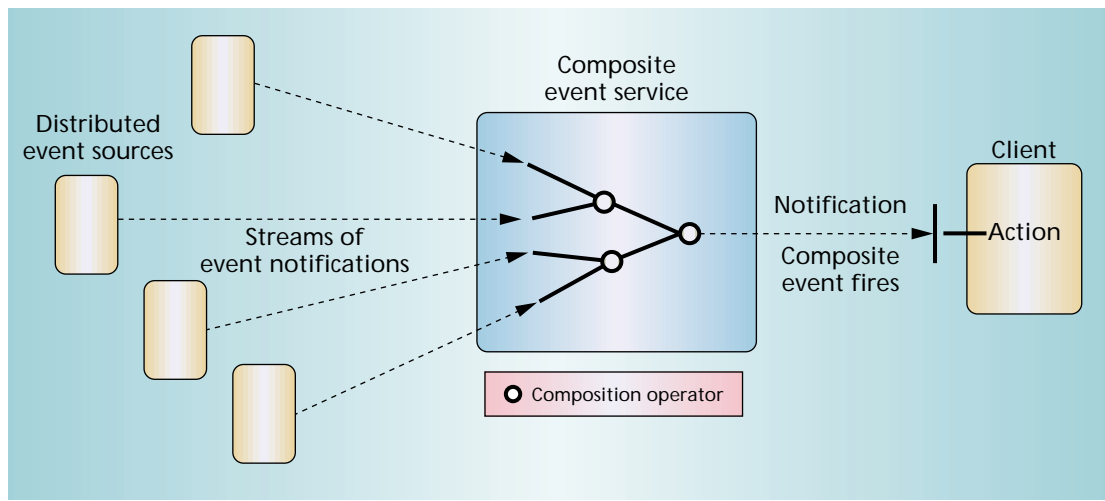 Distributed
event sources
Streams of
event notifications
Composite
event service
Composition operator
Notification
Composite
event fires
Client
Action